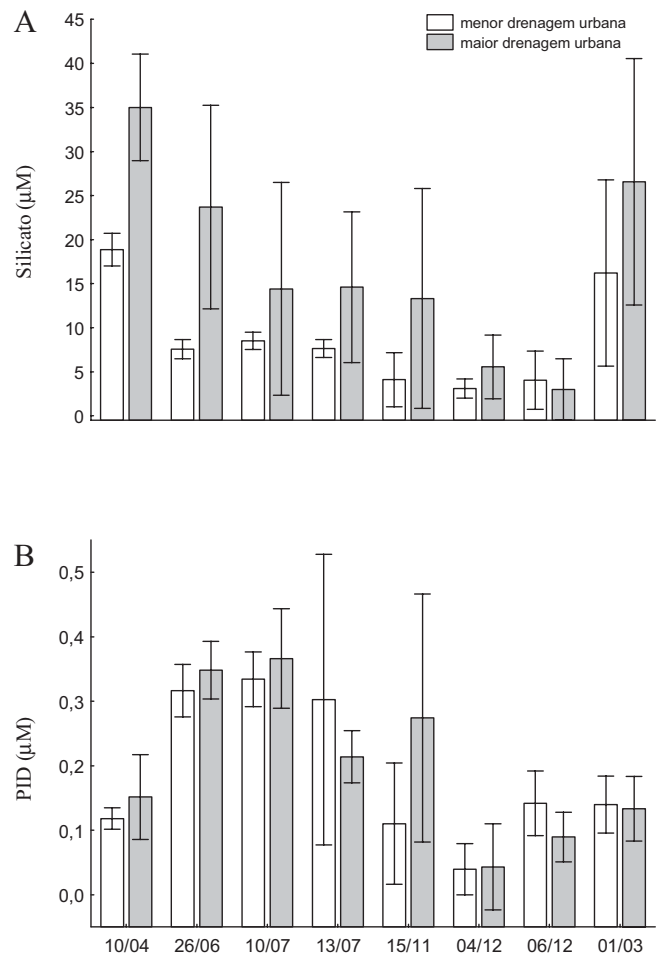 A
menor drenagem urbana
maior drenagem urbana
45
40
35
30
25
20
15
10
5
0
Silicato (µM)
B
0,5
0,4
0,3
0,2
0,1
0,0
PID (µM)
10/04 26/06 10/07 13/07 15/11 04/12 06/12 01/03